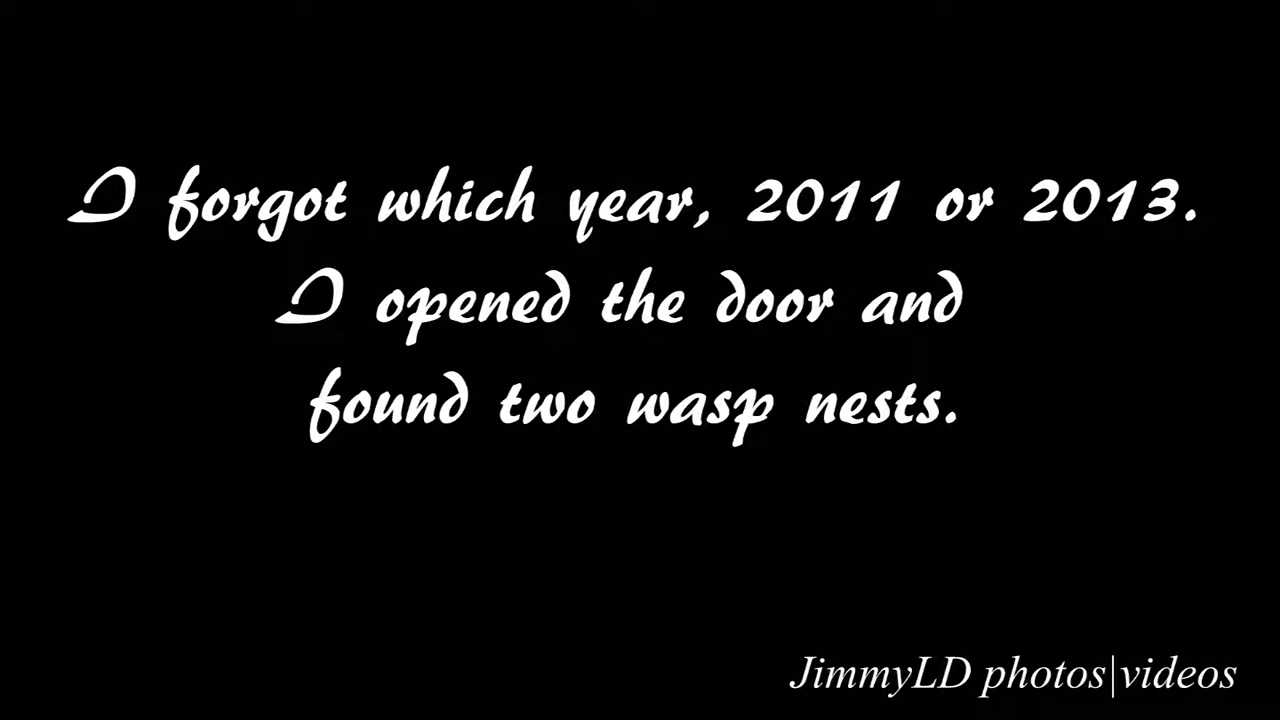 I forgot which year, 2011 or 2013.
I opened the door and
found two wasp nests.
JimmyLD photos|videos